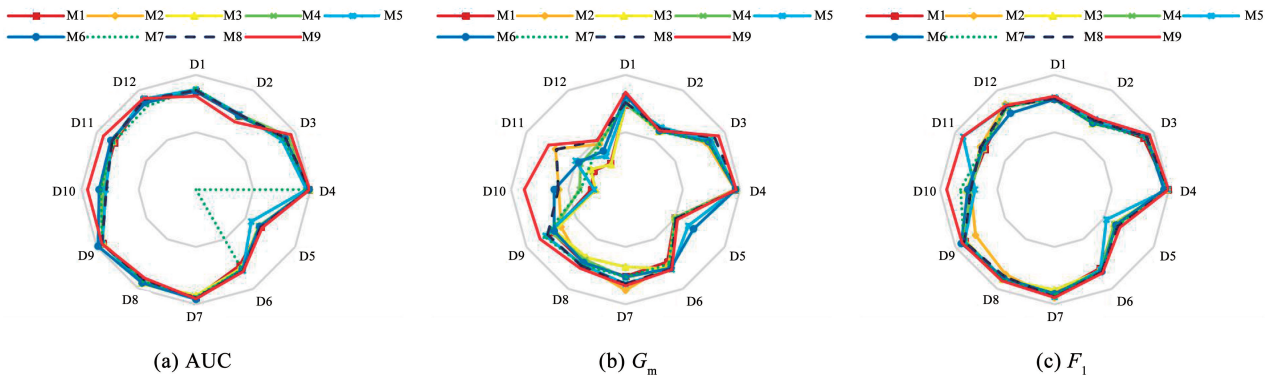 M1 M2 M3 M4 M5
M6 M7 M8 M9
D1
D2
D3
D4
D5
D6
D7
D8
D9
D10
D11
D12
(a) AUC
M1 M2 M3 M4 M5
M6 M7 M8 M9
D1
D2
D3
D4
D5
D6
D7
D8
D9
D10
D11
D12
(b) Gm
M1 M2 M3 M4 M5
M6 M7 M8 M9
D1
D2
D3
D4
D5
D6
D7
D8
D9
D10
D11
D12
(c) F1